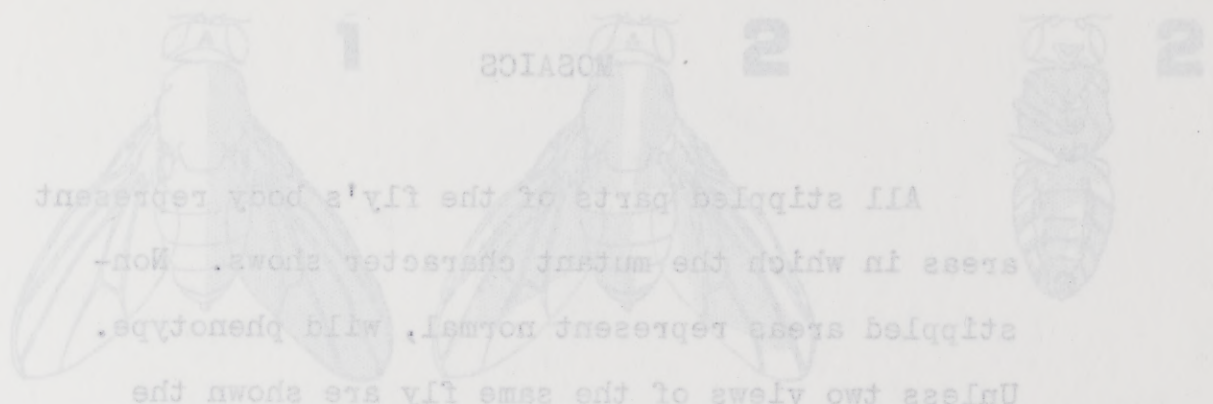 1
2
2
MOSAICS
All stippled parts of the fly's body represent
areas in which the mutant character shows. Non-
stippled areas represent normal, wild phenotype.
Unless two views of the same fly are shown the